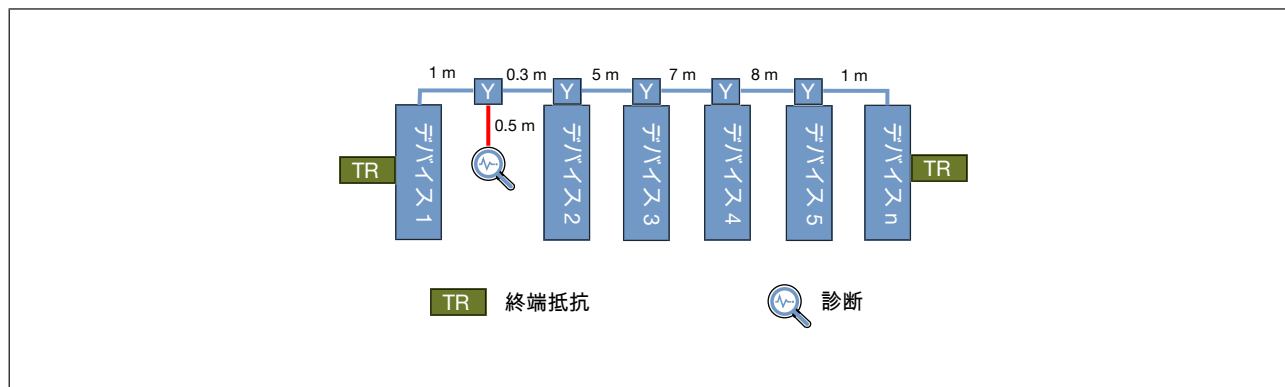 1 m
0.3 m
5 m
7 m
8 m
1 m
Y
Y
Y
Y
Y
0.5 m
TR
デバイス 1
デバイス 2
デバイス 3
デバイス 4
デバイス 5
デバイス n
TR
TR 終端抵抗
診断